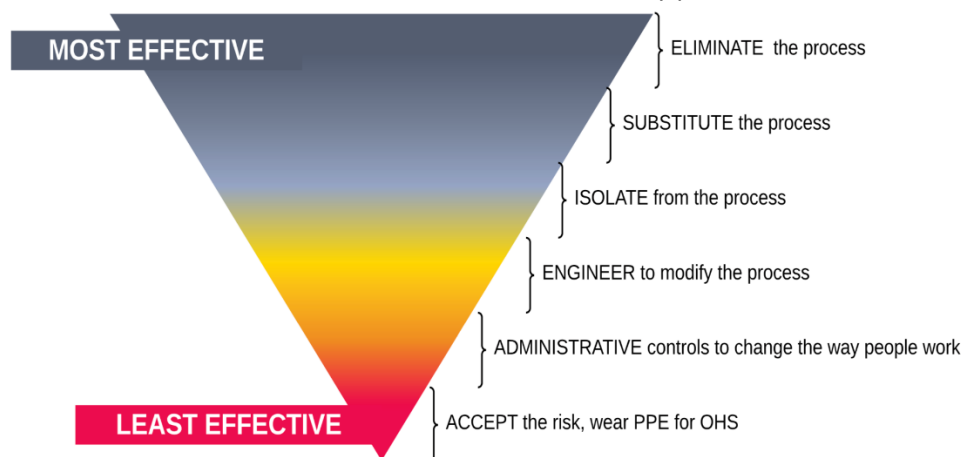 MOST EFFECTIVE
ELIMINATE the process
SUBSTITUTE the process
ISOLATE from the process
ENGINEER to modify the process
ADMINISTRATIVE controls to change the way people work
LEAST EFFECTIVE
ACCEPT the risk, wear PPE for OHS